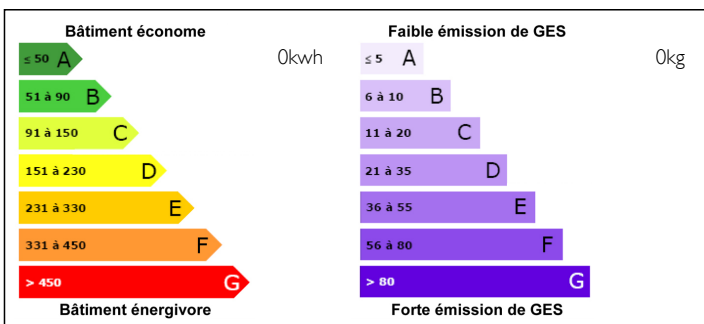 Bâtiment économe
≤ 50 A 0kwh
51 à 90 B
91 à 150 C
151 à 230 D
231 à 330 E
331 à 450 F
> 450 G
Bâtiment énergivore
Faible émission de GES
≤ 5 A 0kg
6 à 10 B
11 à 20 C
21 à 35 D
36 à 55 E
56 à 80 F
> 80 G
Forte émission de GES